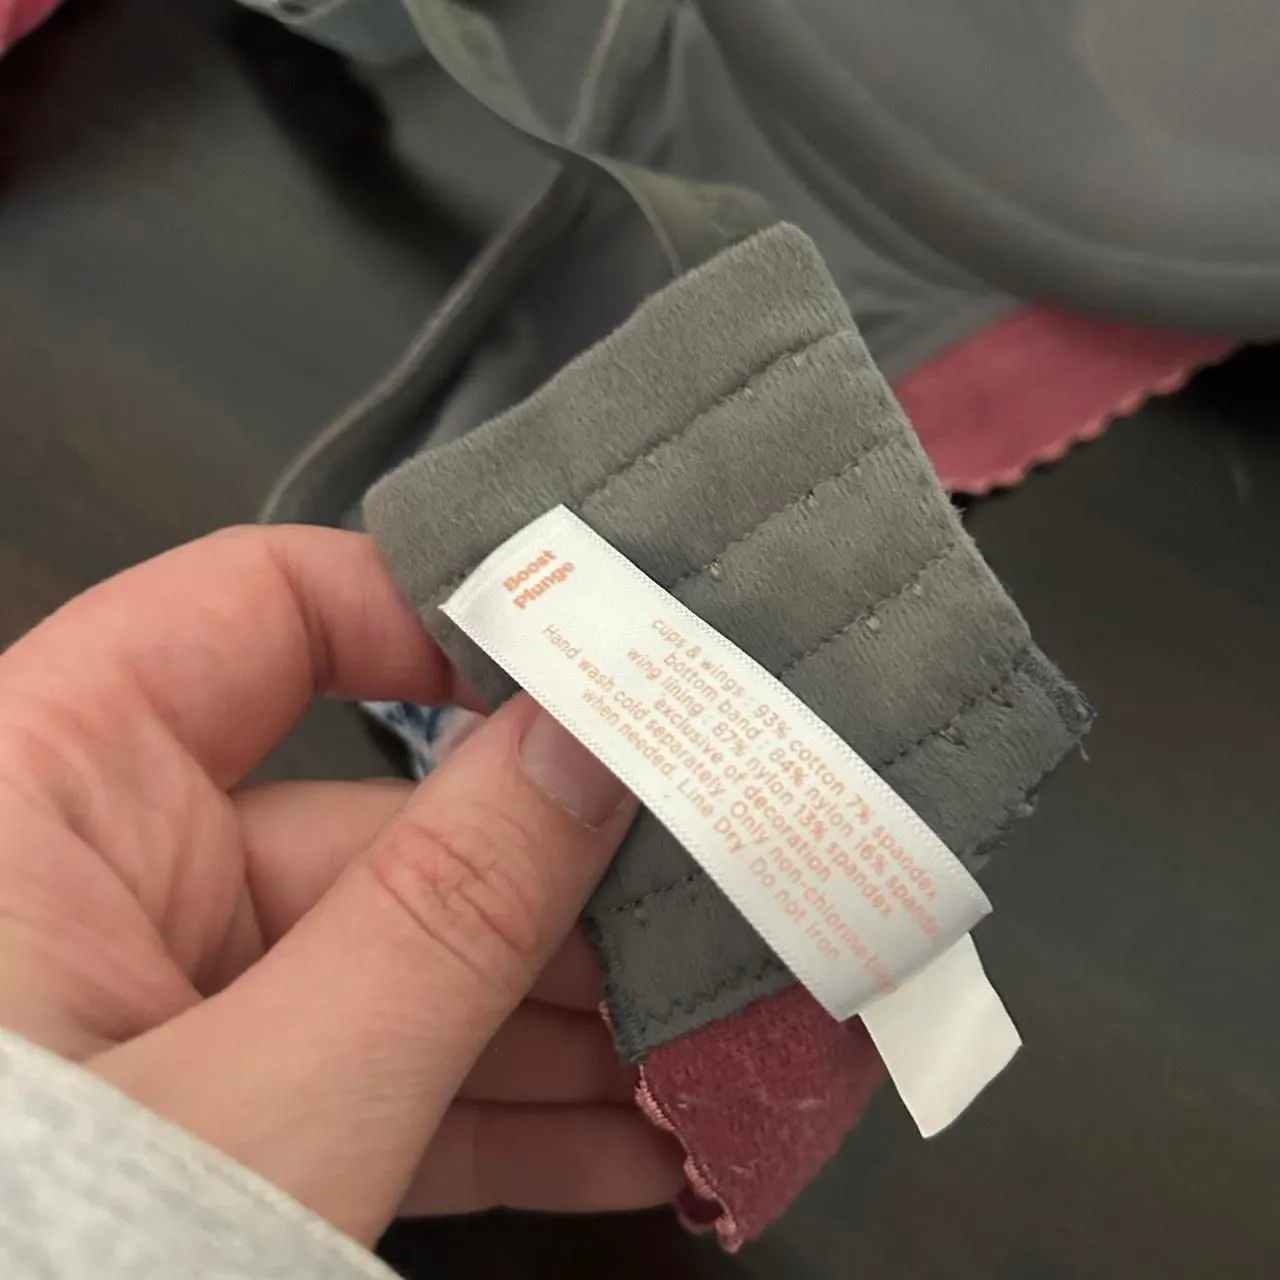 Boost
Plunge
cups & wings : 93% cotton 7% spandex
bottom band : 84% nylon 16% spandex
wing lining : 87% nylon 13% spandex
exclusive of decoration
Hand wash cold separately. Only non-chlorine
when needed. Line Dry. Do not iron